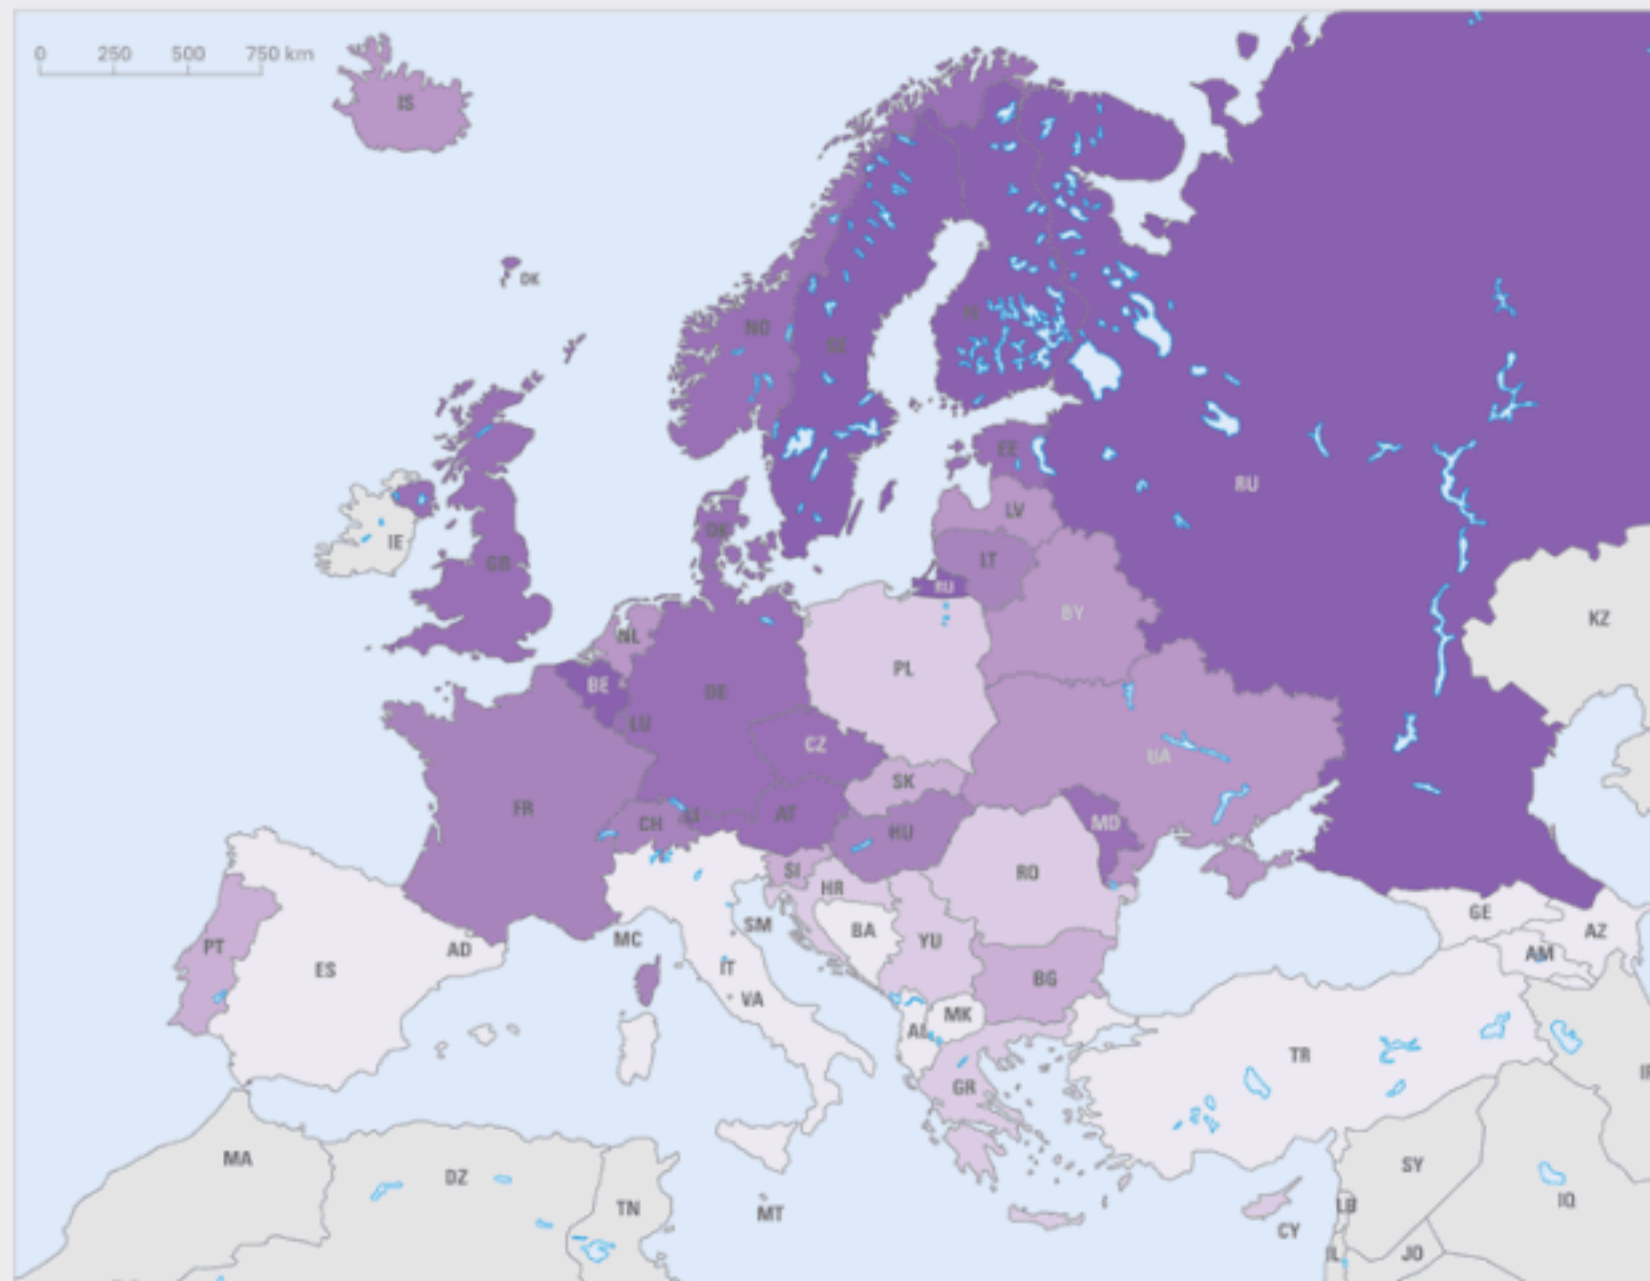 0 250 500 750 km
IS
DK
NO
SE
FI
EE
RU
LV
IE
DK
LT
GB
RU
BY
KZ
NL
PL
BE
DE
LU
CZ
UA
SK
FR
CH
LI
AT
HU
MD
SI
HR
RO
GE
SM
BA
AZ
PT
MC
AD
YU
AM
ES
IT
BG
VA
MK
AL
TR
GR
MA
DZ
SY
TN
MT
LB
IQ
CY
IL
JO